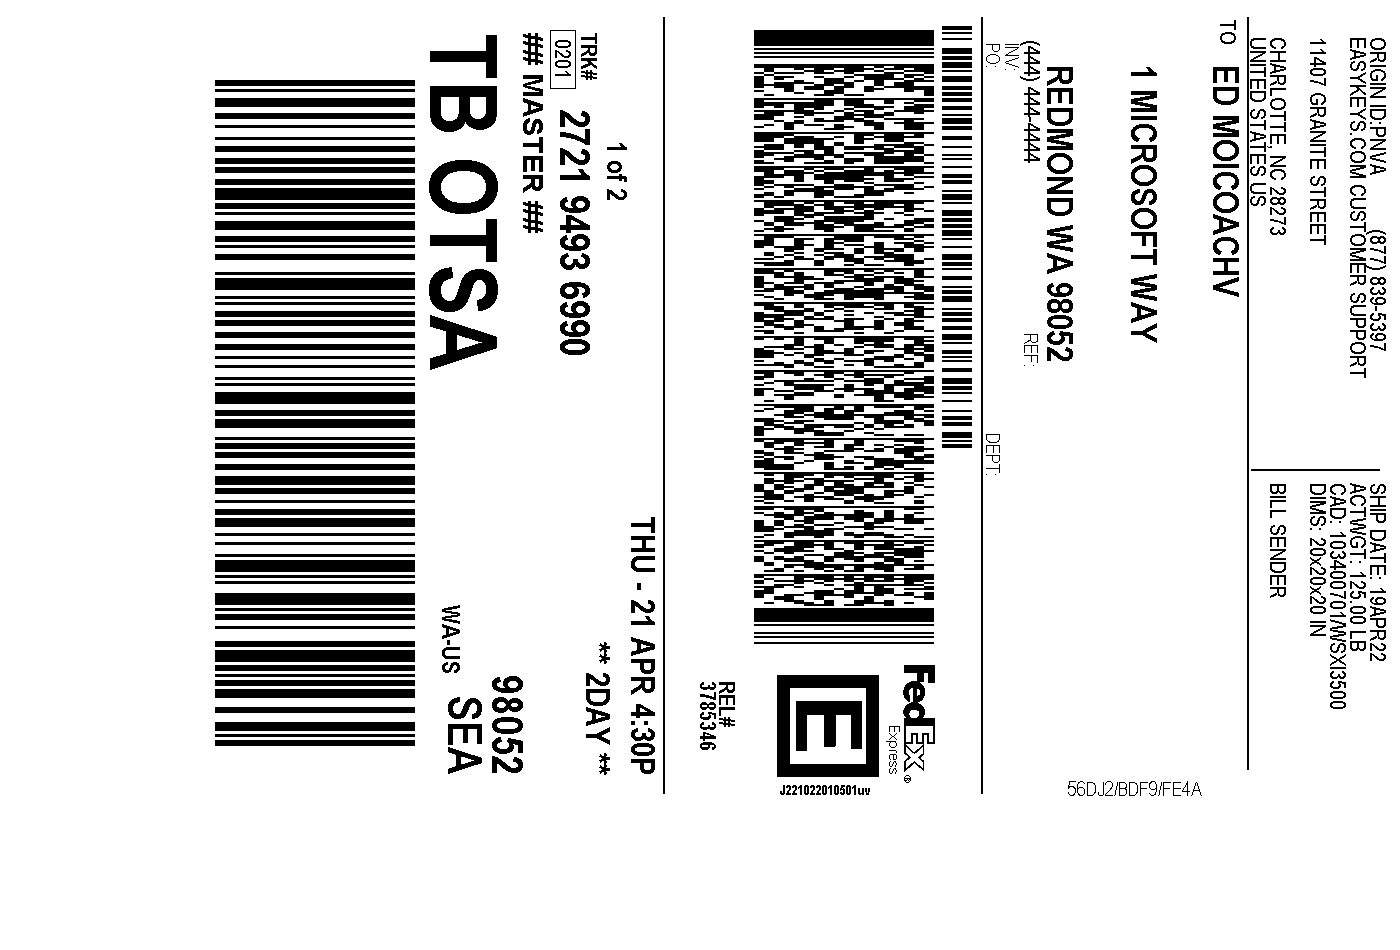 ORIGIN ID:PNVA (877) 839-5397
EASYKEYS.COM CUSTOMER SUPPORT
11407 GRANITE STREET
CHARLOTTE, NC 28273
UNITED STATES US
SHIP DATE: 19APR22
ACTWGT: 125.00 LB
CAD: 103400701/WSXI3500
DIMS: 20x20x20 IN
BILL SENDER
TO ED MOICOACHV
1 MICROSOFT WAY
REDMOND WA 98052
(444) 444-4444 REF:
INV:
PO: DEPT:
56DJ2/BDF9/FE4A
FedEx®
Express
E
J221022010501uv
REL#
3785346
1 of 2
TRK#
0201
2721 9493 6990
## MASTER ##
THU - 21 APR 4:30P
** 2DAY **
TB OTSA
98052
WA-US SEA